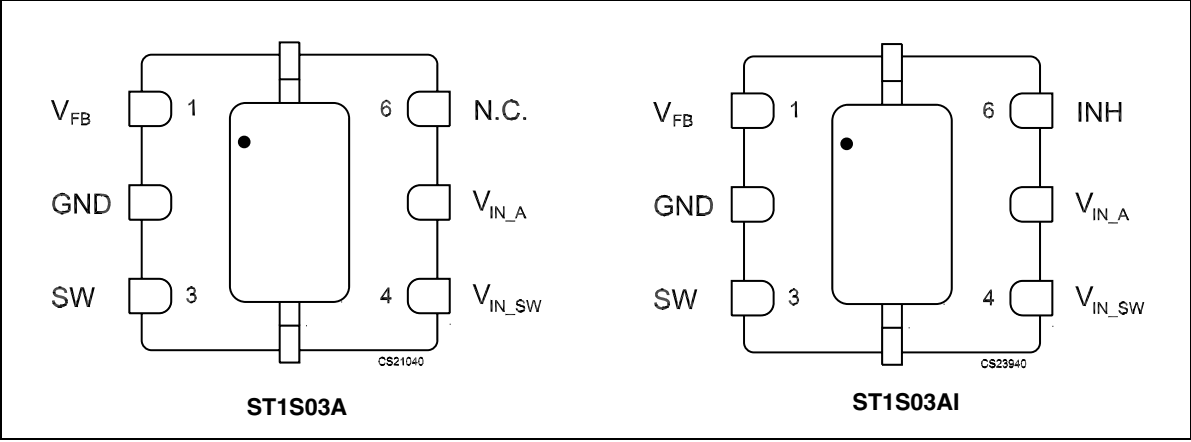 V_FB 1 6 N.C.
GND V_IN_A
SW 3 4 V_IN_SW
CS21040
ST1S03A
V_FB 1 6 INH
GND V_IN_A
SW 3 4 V_IN_SW
CS23940
ST1S03AI